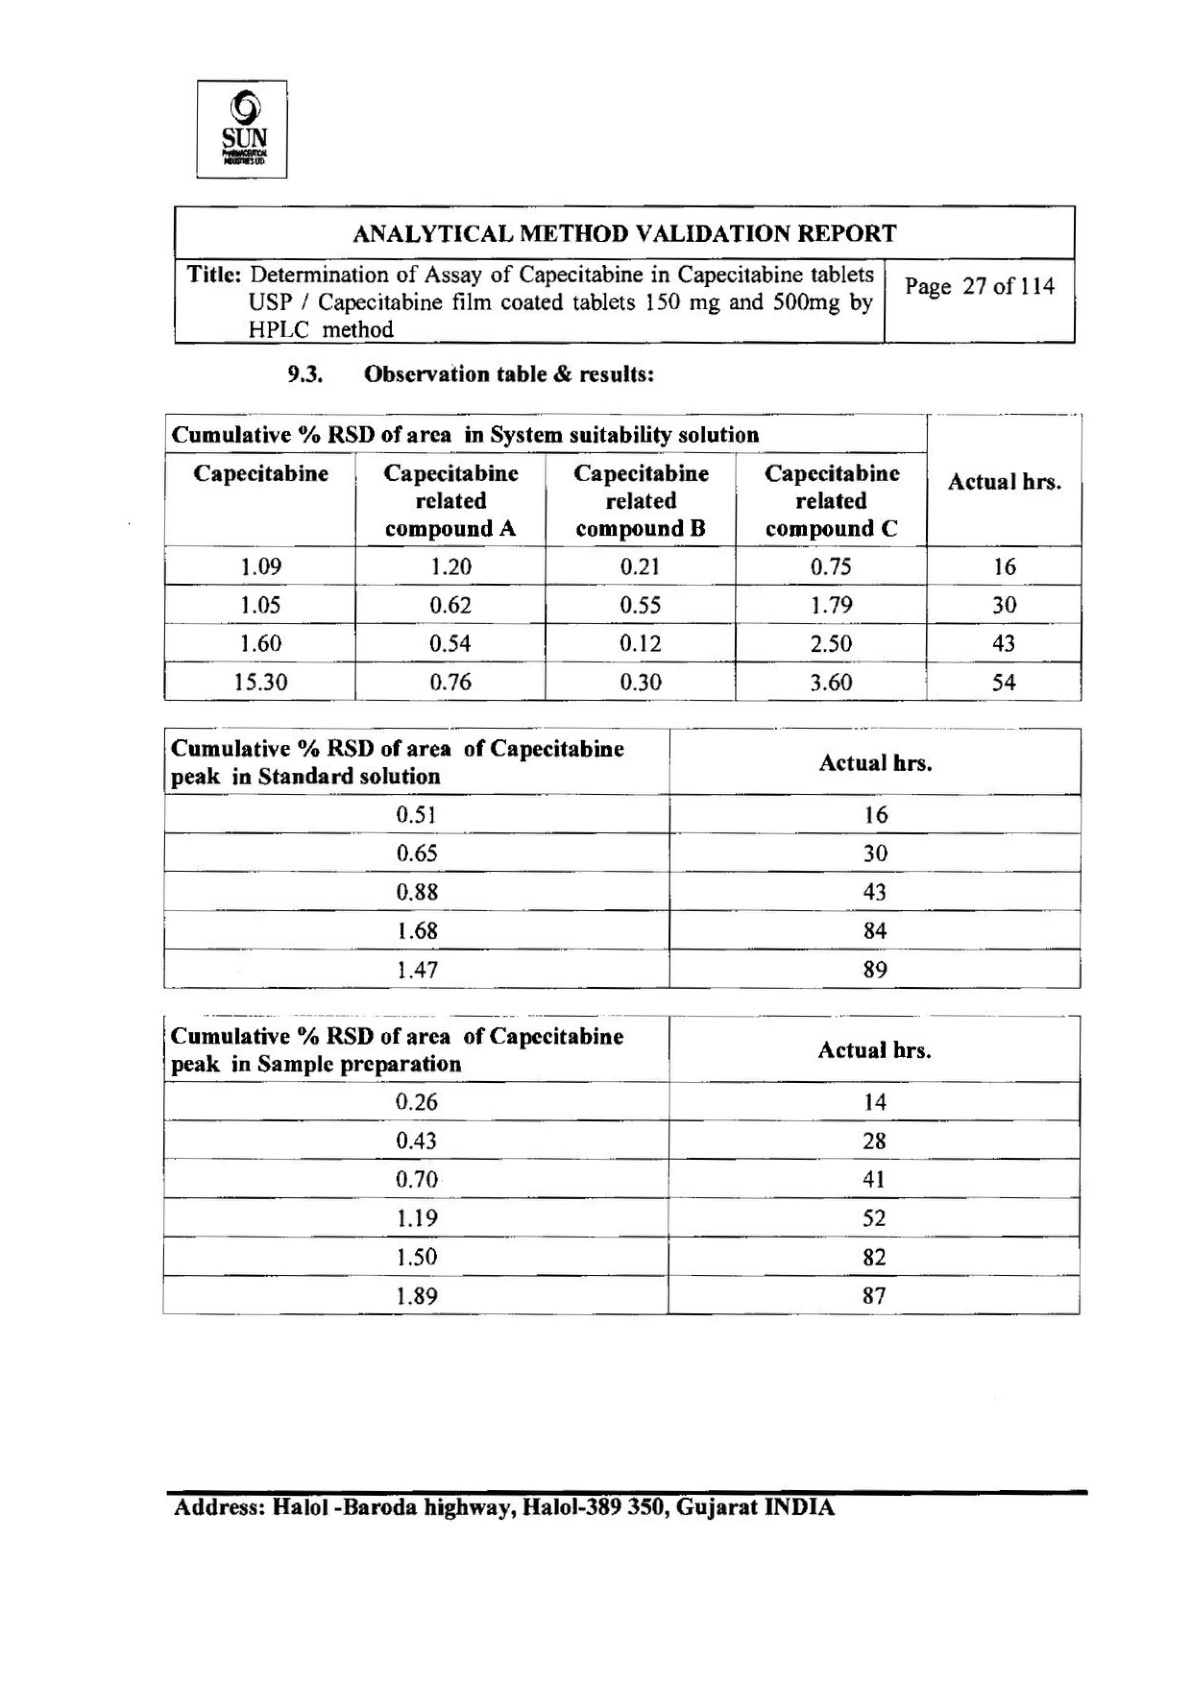 SUN
PHARMACEUTICAL
INDUSTRIES LTD.
ANALYTICAL METHOD VALIDATION REPORT
Title: Determination of Assay of Capecitabine in Capecitabine tablets
USP / Capecitabine film coated tablets 150 mg and 500mg by
HPLC method
Page 27 of 114
9.3. Observation table & results:
Cumulative % RSD of area in System suitability solution
Actual hrs.
Capecitabine
Capecitabine
related
compound A
Capecitabine
related
compound B
Capecitabine
related
compound C
1.09 1.20 0.21 0.75 16
1.05 0.62 0.55 1.79 30
1.60 0.54 0.12 2.50 43
15.30 0.76 0.30 3.60 54
Cumulative % RSD of area of Capecitabine
peak in Standard solution
Actual hrs.
0.51 16
0.65 30
0.88 43
1.68 84
1.47 89
Cumulative % RSD of area of Capecitabine
peak in Sample preparation
Actual hrs.
0.26 14
0.43 28
0.70 41
1.19 52
1.50 82
1.89 87
Address: Halol -Baroda highway, Halol-389 350, Gujarat INDIA